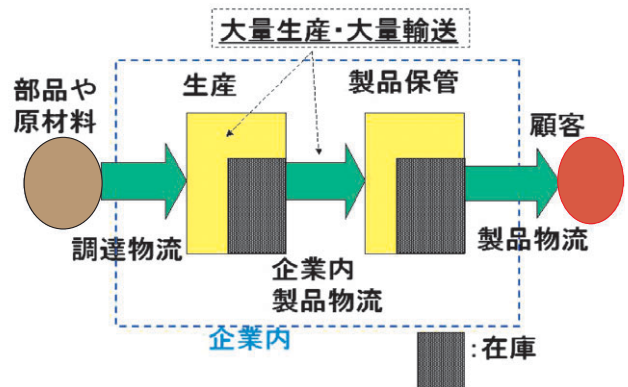 大量生産・大量輸送
部品や
原材料
生産
製品保管
顧客
調達物流
企業内
製品物流
製品物流
企業内
:在庫